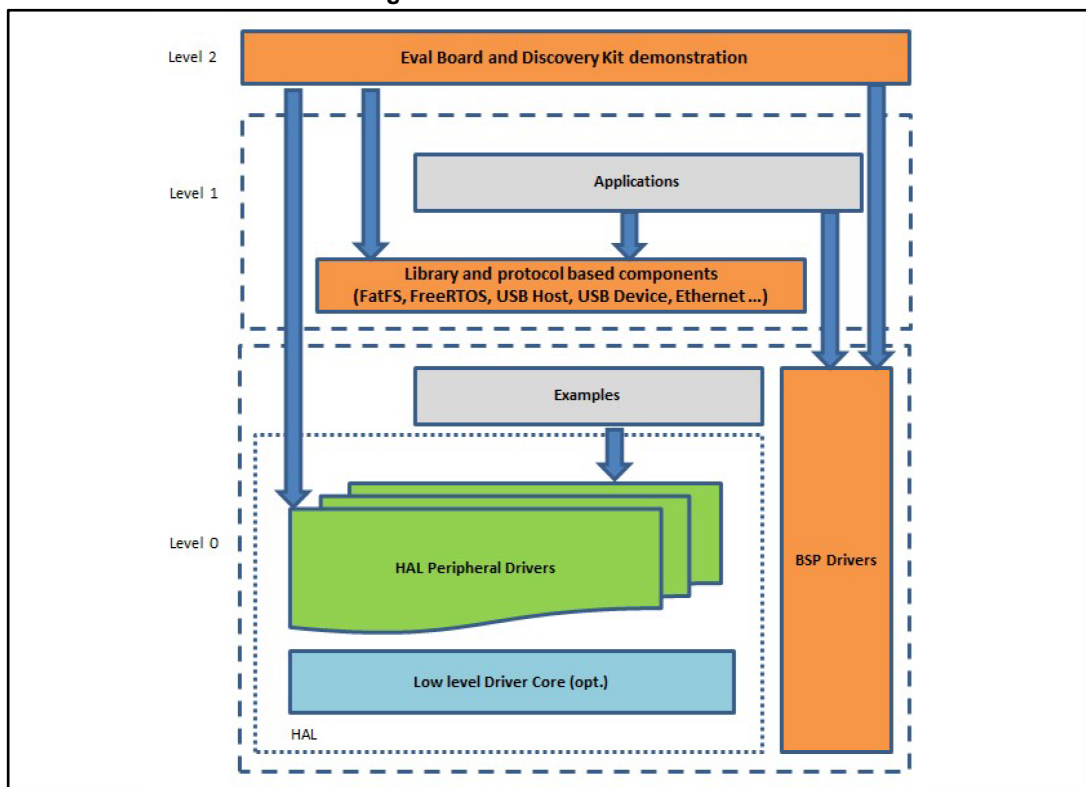 Level 2
Eval Board and Discovery Kit demonstration
Level 1
Applications
Library and protocol based components
(FatFS, FreeRTOS, USB Host, USB Device, Ethernet ...)
Examples
Level 0
HAL Peripheral Drivers
BSP Drivers
Low level Driver Core (opt.)
HAL